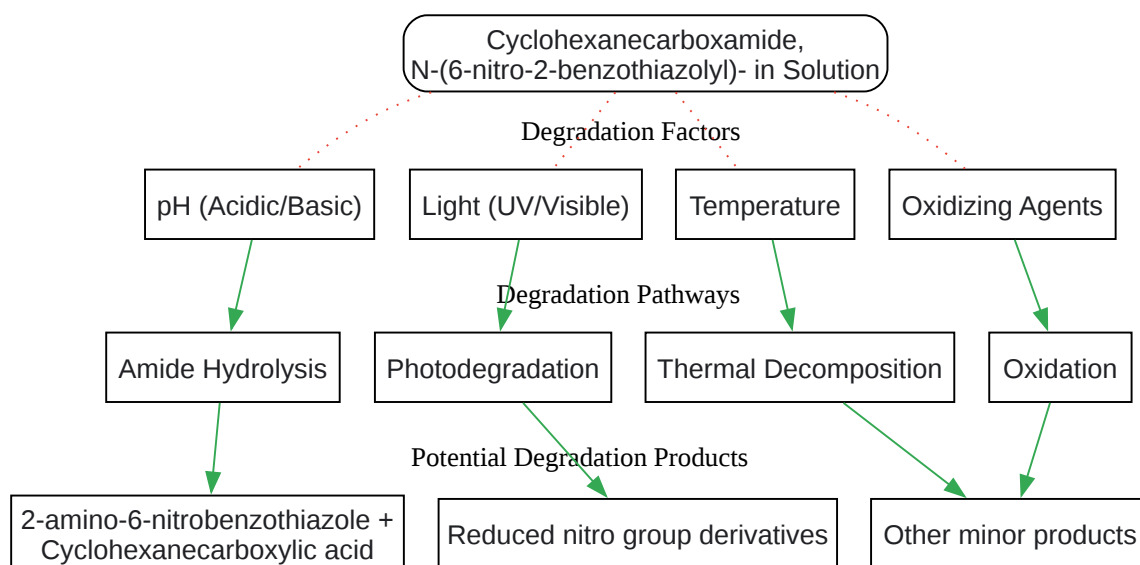 Cyclohexanecarboxamide,
N-(6-nitro-2-benzothiazolyl)- in Solution
Degradation Factors
pH (Acidic/Basic)
Light (UV/Visible)
Temperature
Oxidizing Agents
Degradation Pathways
Amide Hydrolysis
Photodegradation
Thermal Decomposition
Oxidation
Potential Degradation Products
2-amino-6-nitrobenzothiazole +
Cyclohexanecarboxylic acid
Reduced nitro group derivatives
Other minor products